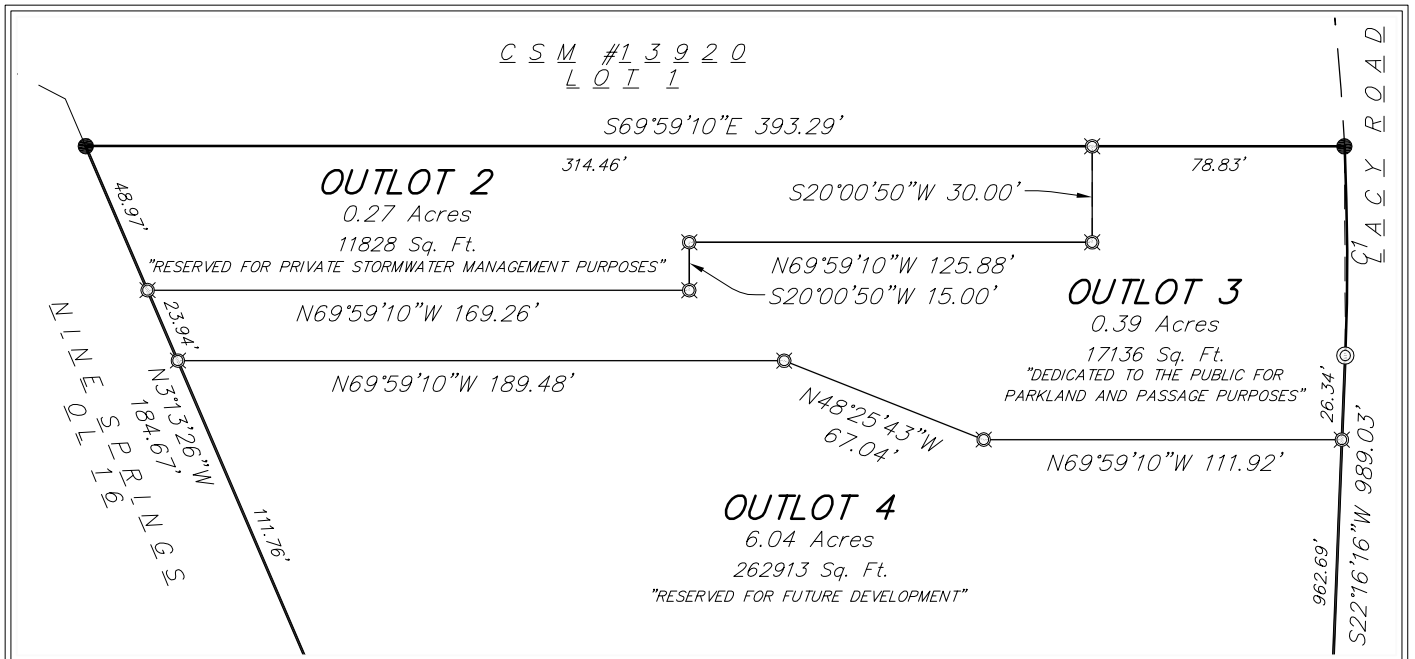 CSM #13920
LOT 1
LACY ROAD
S69°59'10"E 393.29'
314.46'
78.83'
48.97'
OUTLOT 2
0.27 Acres
11828 Sq. Ft.
"RESERVED FOR PRIVATE STORMWATER MANAGEMENT PURPOSES"
S20°00'50"W 30.00'
N69°59'10"W 125.88'
S20°00'50"W 15.00'
N69°59'10"W 169.26'
C1
OUTLOT 3
0.39 Acres
17136 Sq. Ft.
"DEDICATED TO THE PUBLIC FOR
PARKLAND AND PASSAGE PURPOSES"
23.94'
N69°59'10"W 189.48'
N48°25'43"W
67.04'
26.34'
N69°59'10"W 111.92'
NINE SPRINGS
OL 16
N3°13'26"W
184.67'
111.76'
OUTLOT 4
6.04 Acres
262913 Sq. Ft.
"RESERVED FOR FUTURE DEVELOPMENT"
962.69'
S22°16'16"W 989.03'